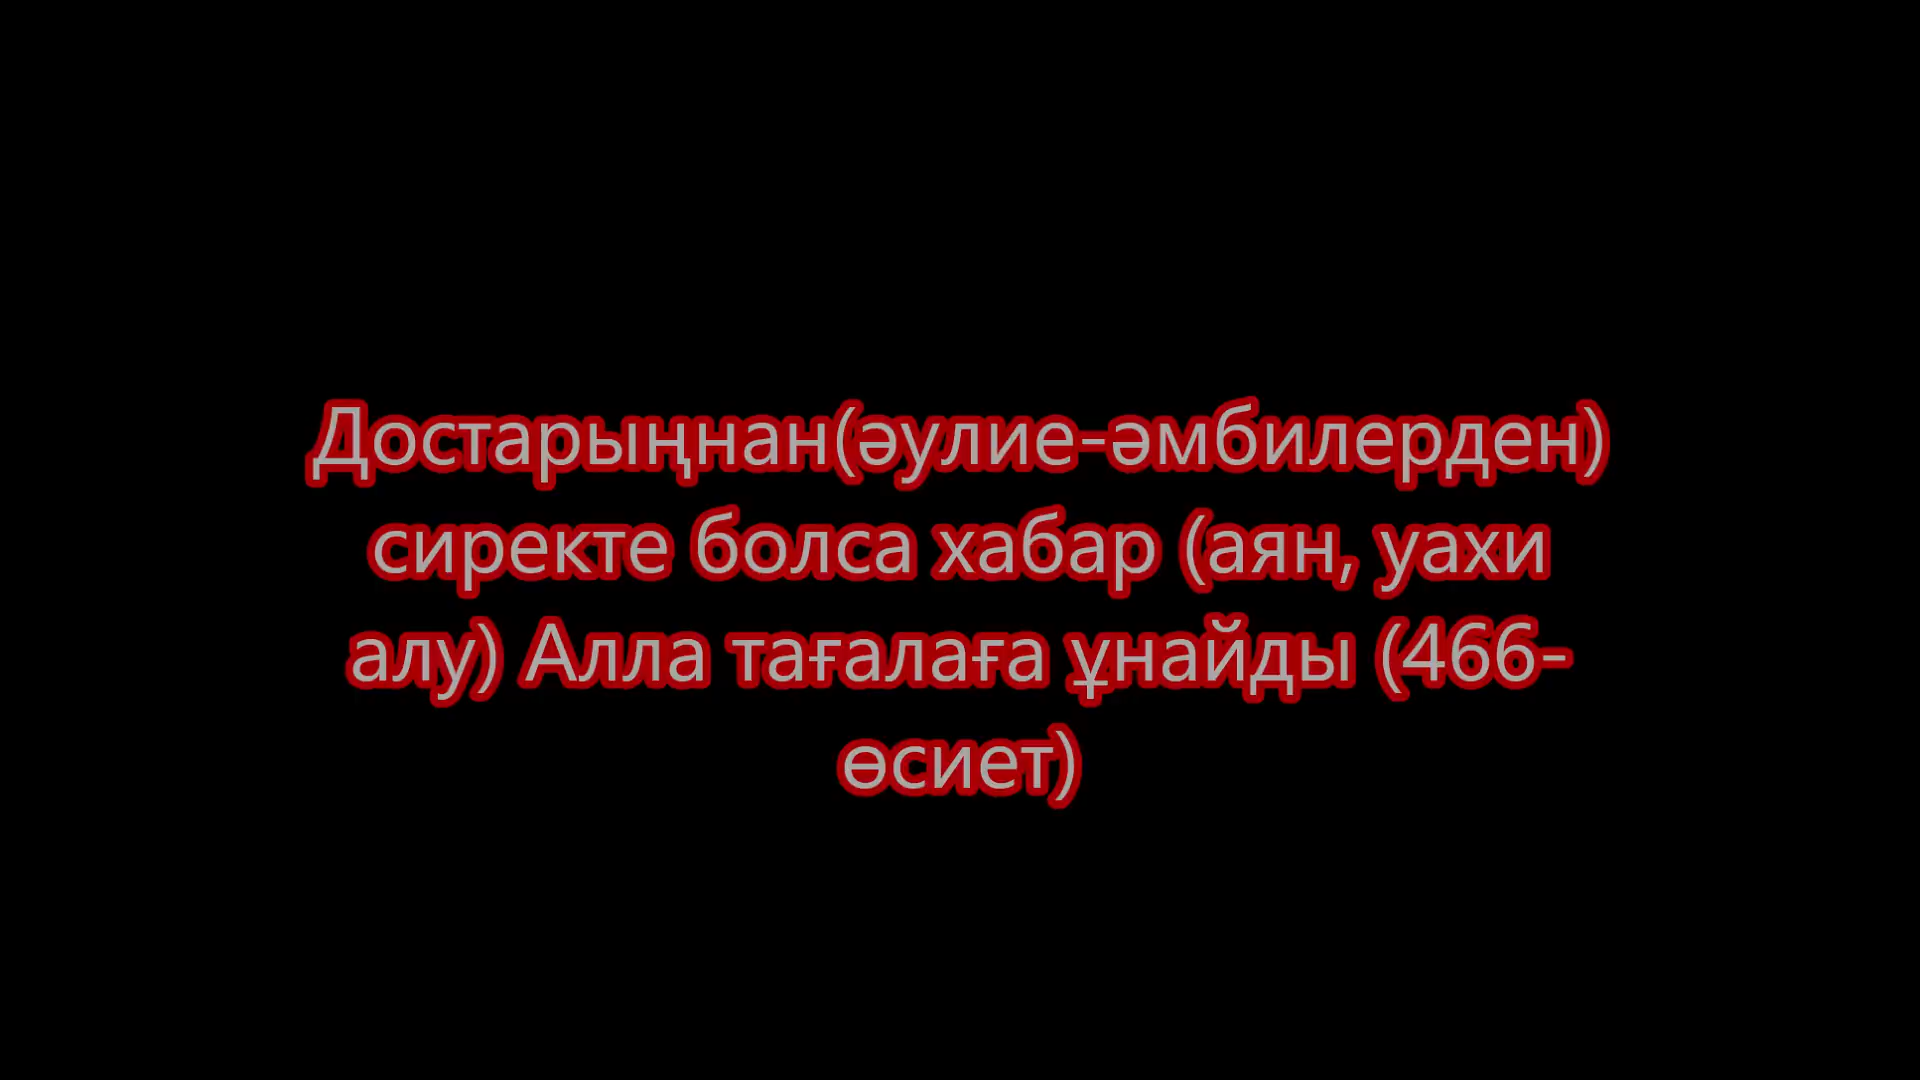 Достарыңнан(әулие-әмбилерден)
сиректе болса хабар (аян, уахи
алу) Алла тағалаға ұнайды (466-
өсиет)